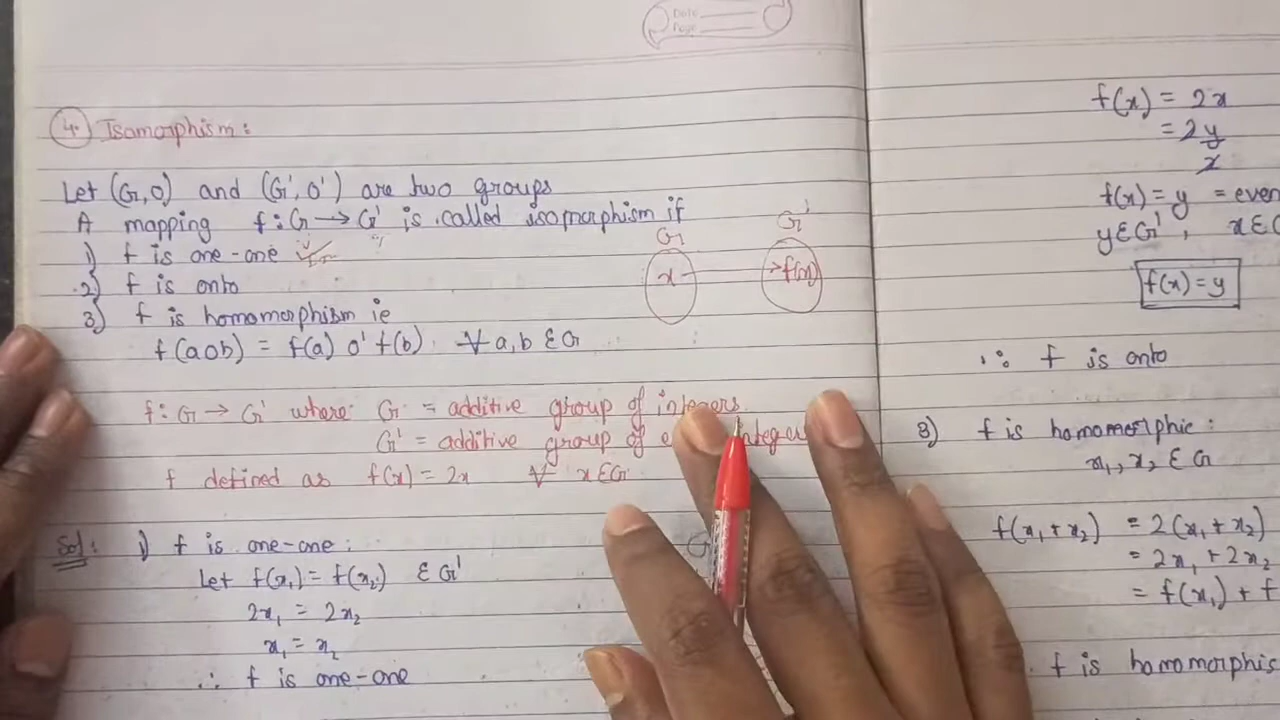 Date
Page
4. Isomorphism:
Let (G,o) and (G',o') are two groups
A mapping f:G→G' is called isomorphism if
1) f is one-one
2) f is onto
3) f is homomorphism ie
f(aob) = f(a) o' f(b). ∀ a,b ∈ G
G G'
x f(x)
f:G→G' where G = additive group of integers.
G' = additive group of
f defined as f(x) = 2x ∀ x∈G
Sol: i) f is one-one:
Let f(x₁) = f(x₂) ∈ G'
2x₁ = 2x₂
x₁ = x₂
∴ f is one-one
f(x) = 2x
= 2y
x
f(x) = y = even
y∈G',
f(x) = y
∴ f is onto
3) f is homomorphic:
x₁, x₂ ∈ G
f(x₁+x₂) = 2(x₁+x₂)
= 2x₁+2x₂
= f(x₁) + f
f is homomorphis